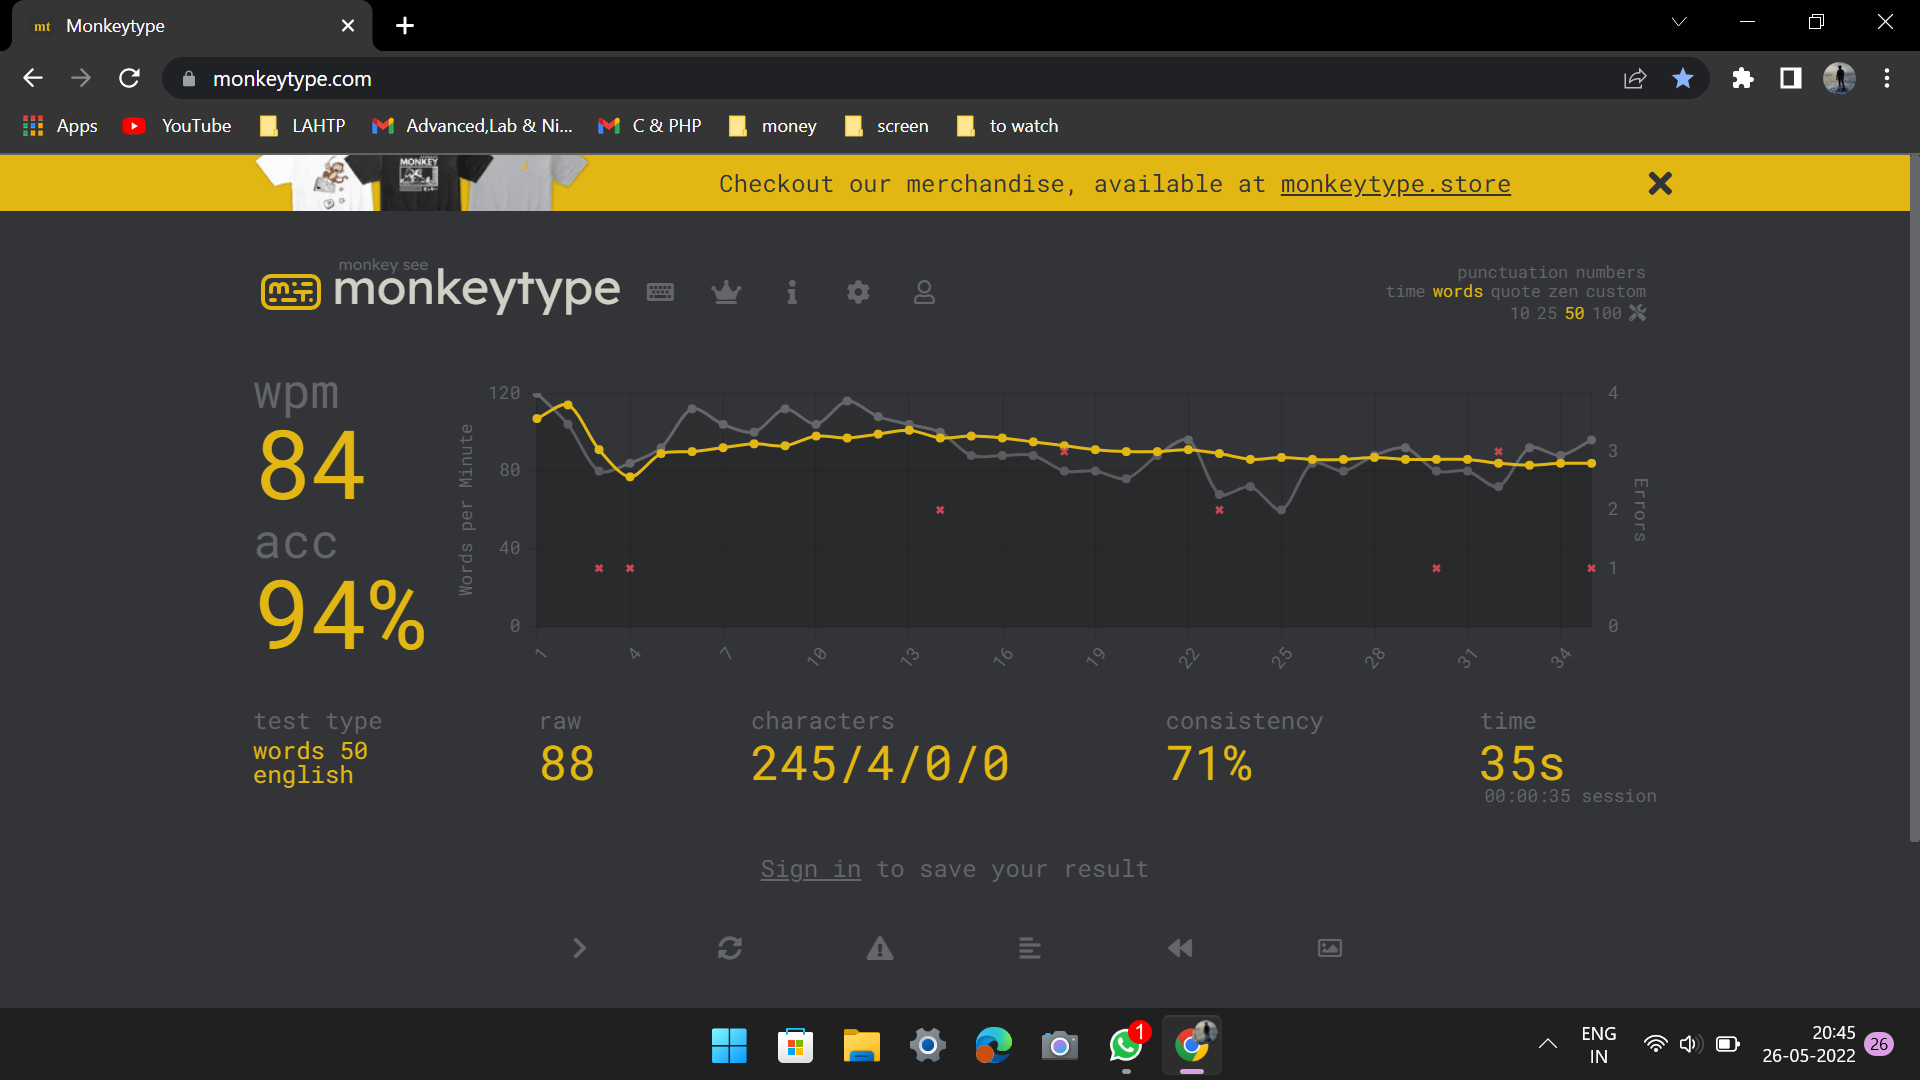 mt Monkeytype
monkeytype.com
Apps YouTube LAHTP Advanced,Lab & Ni... C & PHP money screen to watch
MONKEY
Checkout our merchandise, available at monkeytype.store
monkey see
monkeytype
punctuation numbers
time words quote zen custom
10 25 50 100
wpm
84
acc
94%
Words per Minute
120
80
40
0
1 4 7 10 13 16 19 22 25 28 31 34
4
3
2
1
0
Errors
test type
words 50
english
raw
88
characters
245/4/0/0
consistency
71%
time
35s
00:00:35 session
Sign in to save your result
1
ENG
IN
20:45
26-05-2022
26